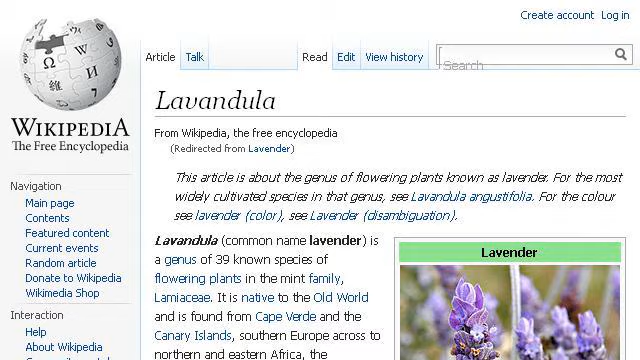 Create account Log in
Article Talk Read Edit View history Search
WIKIPEDIA
The Free Encyclopedia
Navigation
Main page
Contents
Featured content
Current events
Random article
Donate to Wikipedia
Wikimedia Shop
Interaction
Help
About Wikipedia
Lavandula
From Wikipedia, the free encyclopedia
(Redirected from Lavender)
This article is about the genus of flowering plants known as lavender. For the most
widely cultivated species in that genus, see Lavandula angustifolia. For the colour
see lavender (color), see Lavender (disambiguation).
Lavandula (common name lavender) is
a genus of 39 known species of
flowering plants in the mint family,
Lamiaceae. It is native to the Old World
and is found from Cape Verde and the
Canary Islands, southern Europe across to
northern and eastern Africa, the
Lavender